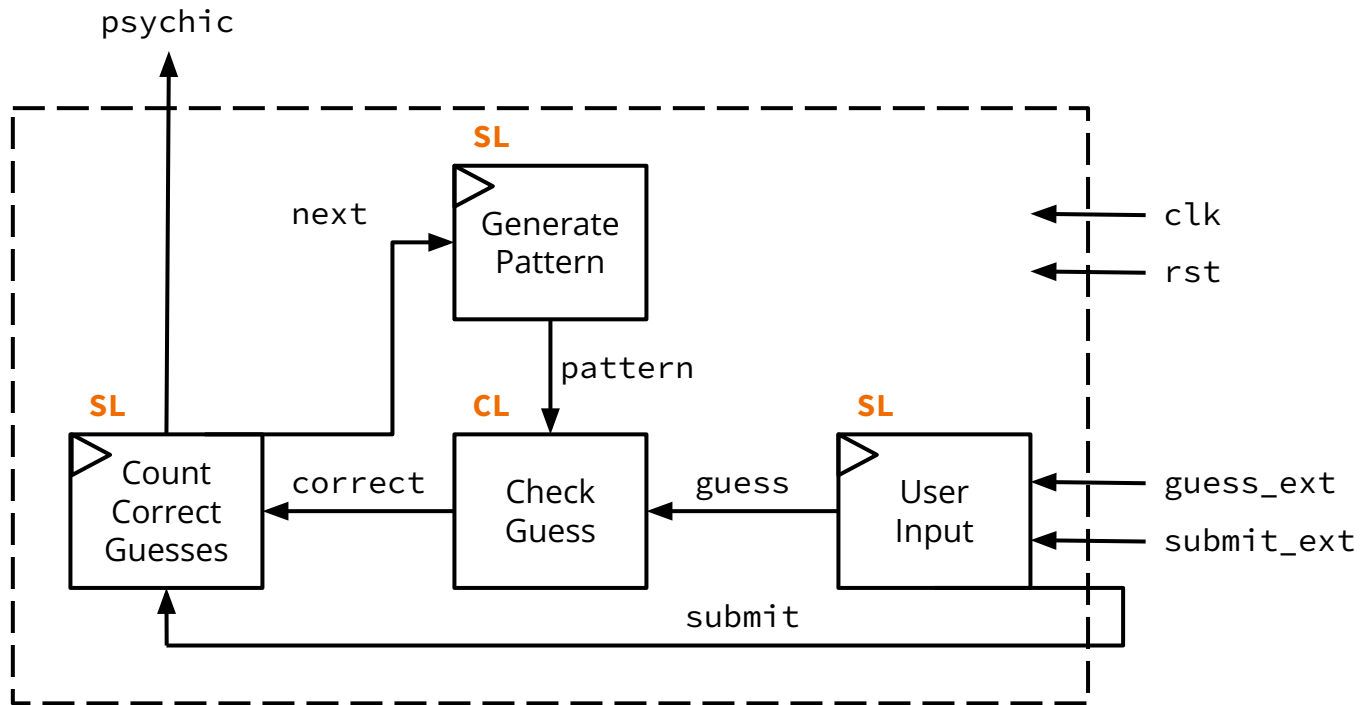 psychic
SL
next
Generate
Pattern
clk
rst
pattern
SL
CL
SL
Count
Correct
Guesses
correct
Check
Guess
guess
User
Input
guess_ext
submit_ext
submit